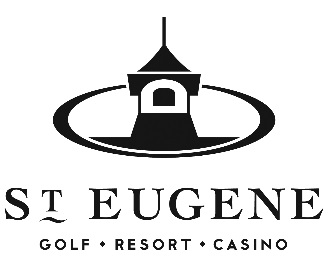 ST EUGENE
GOLF • RESORT • CASINO